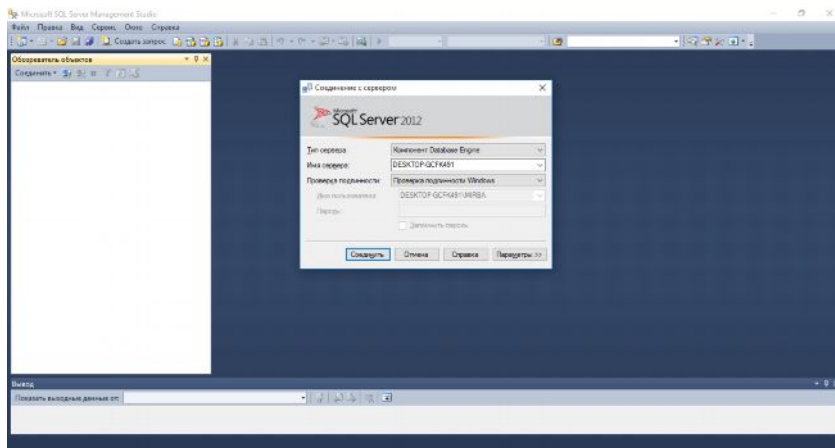 Microsoft SQL Server Management Studio
Файл Правка Вид Сервис Окно Справка
Создать запрос
Обозреватель объектов
Соединить
Соединение с сервером
Microsoft
SQL Server 2012
Тип сервера:
Компонент Database Engine
Имя сервера:
DESKTOP-GCFK491
Проверка подлинности:
Проверка подлинности Windows
Имя пользователя:
DESKTOP-GCFK491\MIRBA
Пароль:
Запомнить пароль
Соединить
Отмена
Справка
Параметры >>
Вывод
Показать выходные данные от: